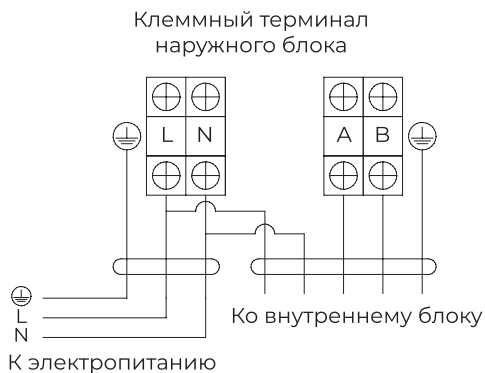 Клеммный терминал
наружного блока
L N A B
L
N
Ко внутреннему блоку
К электропитанию